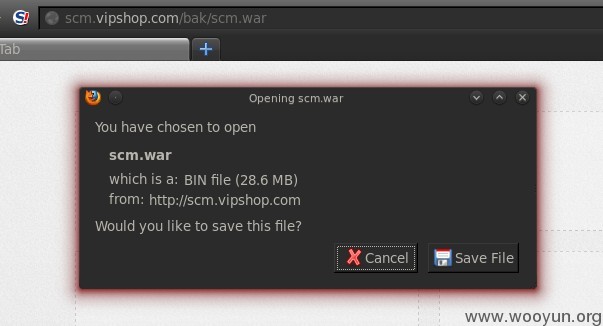 scm.vipshop.com/bak/scm.war
Tab
Opening scm.war
You have chosen to open
scm.war
which is a: BIN file (28.6 MB)
from: http://scm.vipshop.com
Would you like to save this file?
Cancel Save File
www.wooyun.org